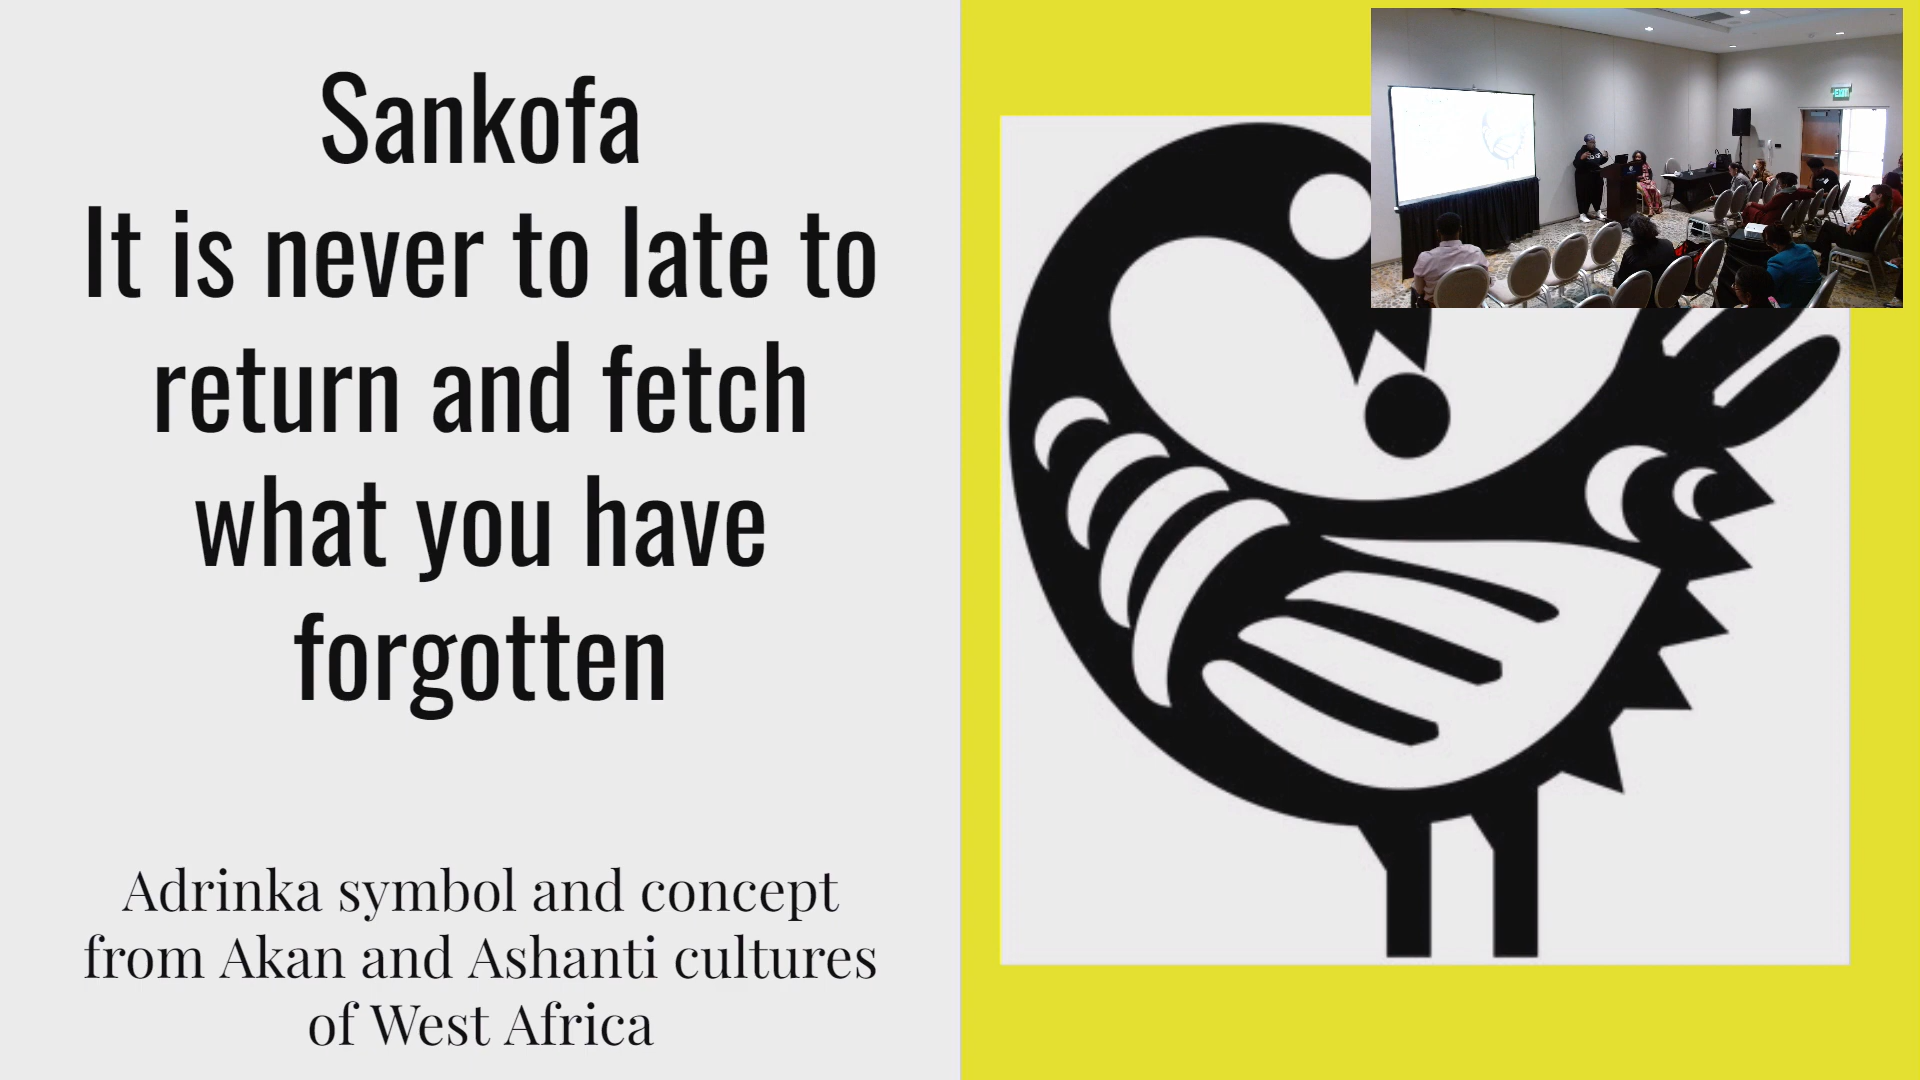 Sankofa
It is never to late to
return and fetch
what you have
forgotten
Adrinka symbol and concept
from Akan and Ashanti cultures
of West Africa
EXIT